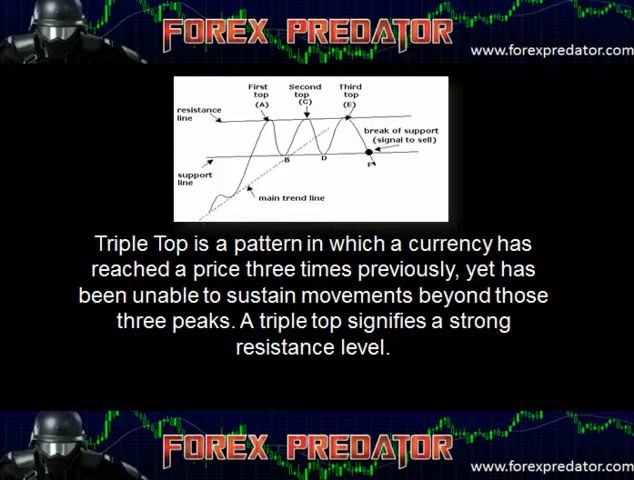 FOREX PREDATOR
www.forexpredator.com
First top (A)
Second top (C)
Third top (E)
resistance line
break of support (signal to sell)
B
D
F
support line
main trend line
Triple Top is a pattern in which a currency has
reached a price three times previously, yet has
been unable to sustain movements beyond those
three peaks. A triple top signifies a strong
resistance level.
FOREX PREDATOR
www.forexpredator.com